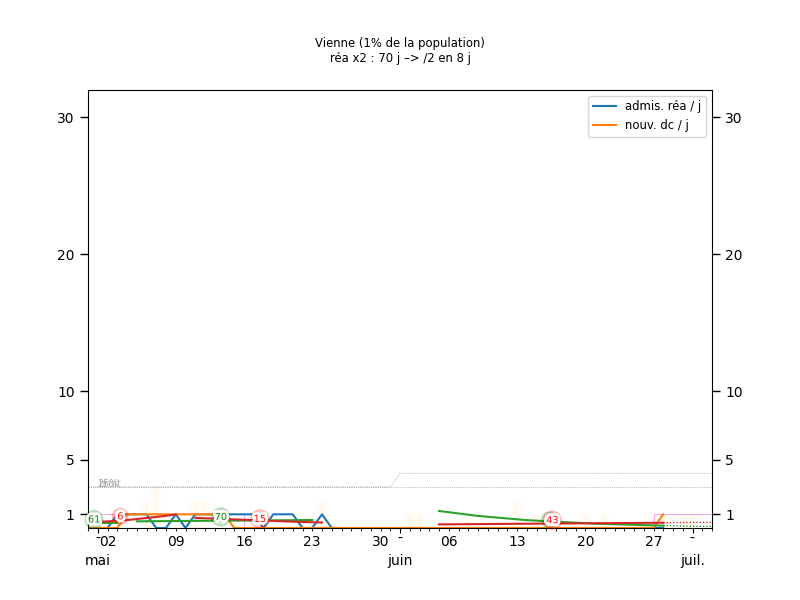 Vienne (1% de la population)
réa x2 : 70 j –> /2 en 8 j
admis. réa / j
nouv. dc / j
30 30
20 20
10 10
5 5
1 1
61 6 70 15 43
02 09 16 23 30 - 06 13 20 27 -
mai juin juil.